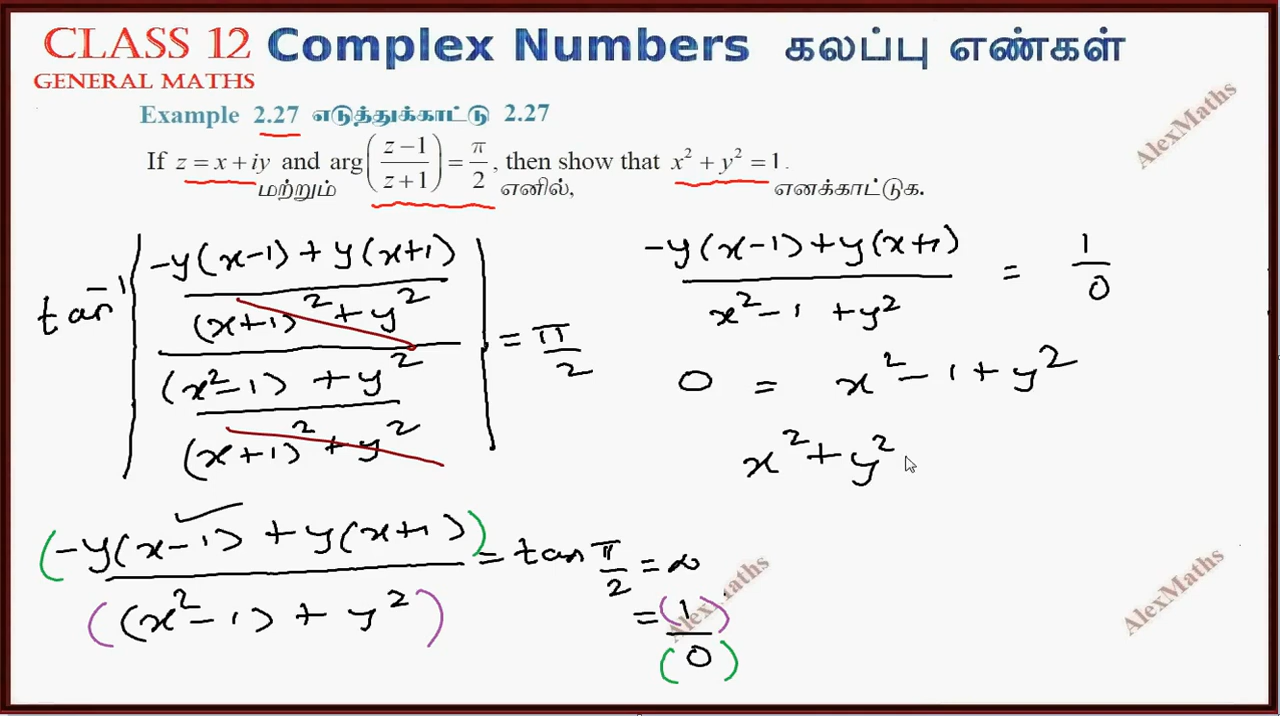 CLASS 12 Complex Numbers கலப்பு எண்கள்
GENERAL MATHS
Example 2.27 எடுத்துக்காட்டு 2.27
If z = x + iy and arg((z−1)/(z+1)) = π/2, then show that x² + y² = 1.
மற்றும் எனில், எனக்காட்டுக.
AlexMaths
tan⁻¹ | ((-y(x-1) + y(x+1))/((x+1)² + y²)) / (((x²-1) + y²)/((x+1)² + y²)) | = π/2
(-y(x-1) + y(x+1)) / ((x²-1) + y²) = tan π/2 = ∞
= (1)/(0)
-y(x-1) + y(x+1) / x² - 1 + y² = 1/0
0 = x² - 1 + y²
x² + y²
AlexMaths
AlexMaths